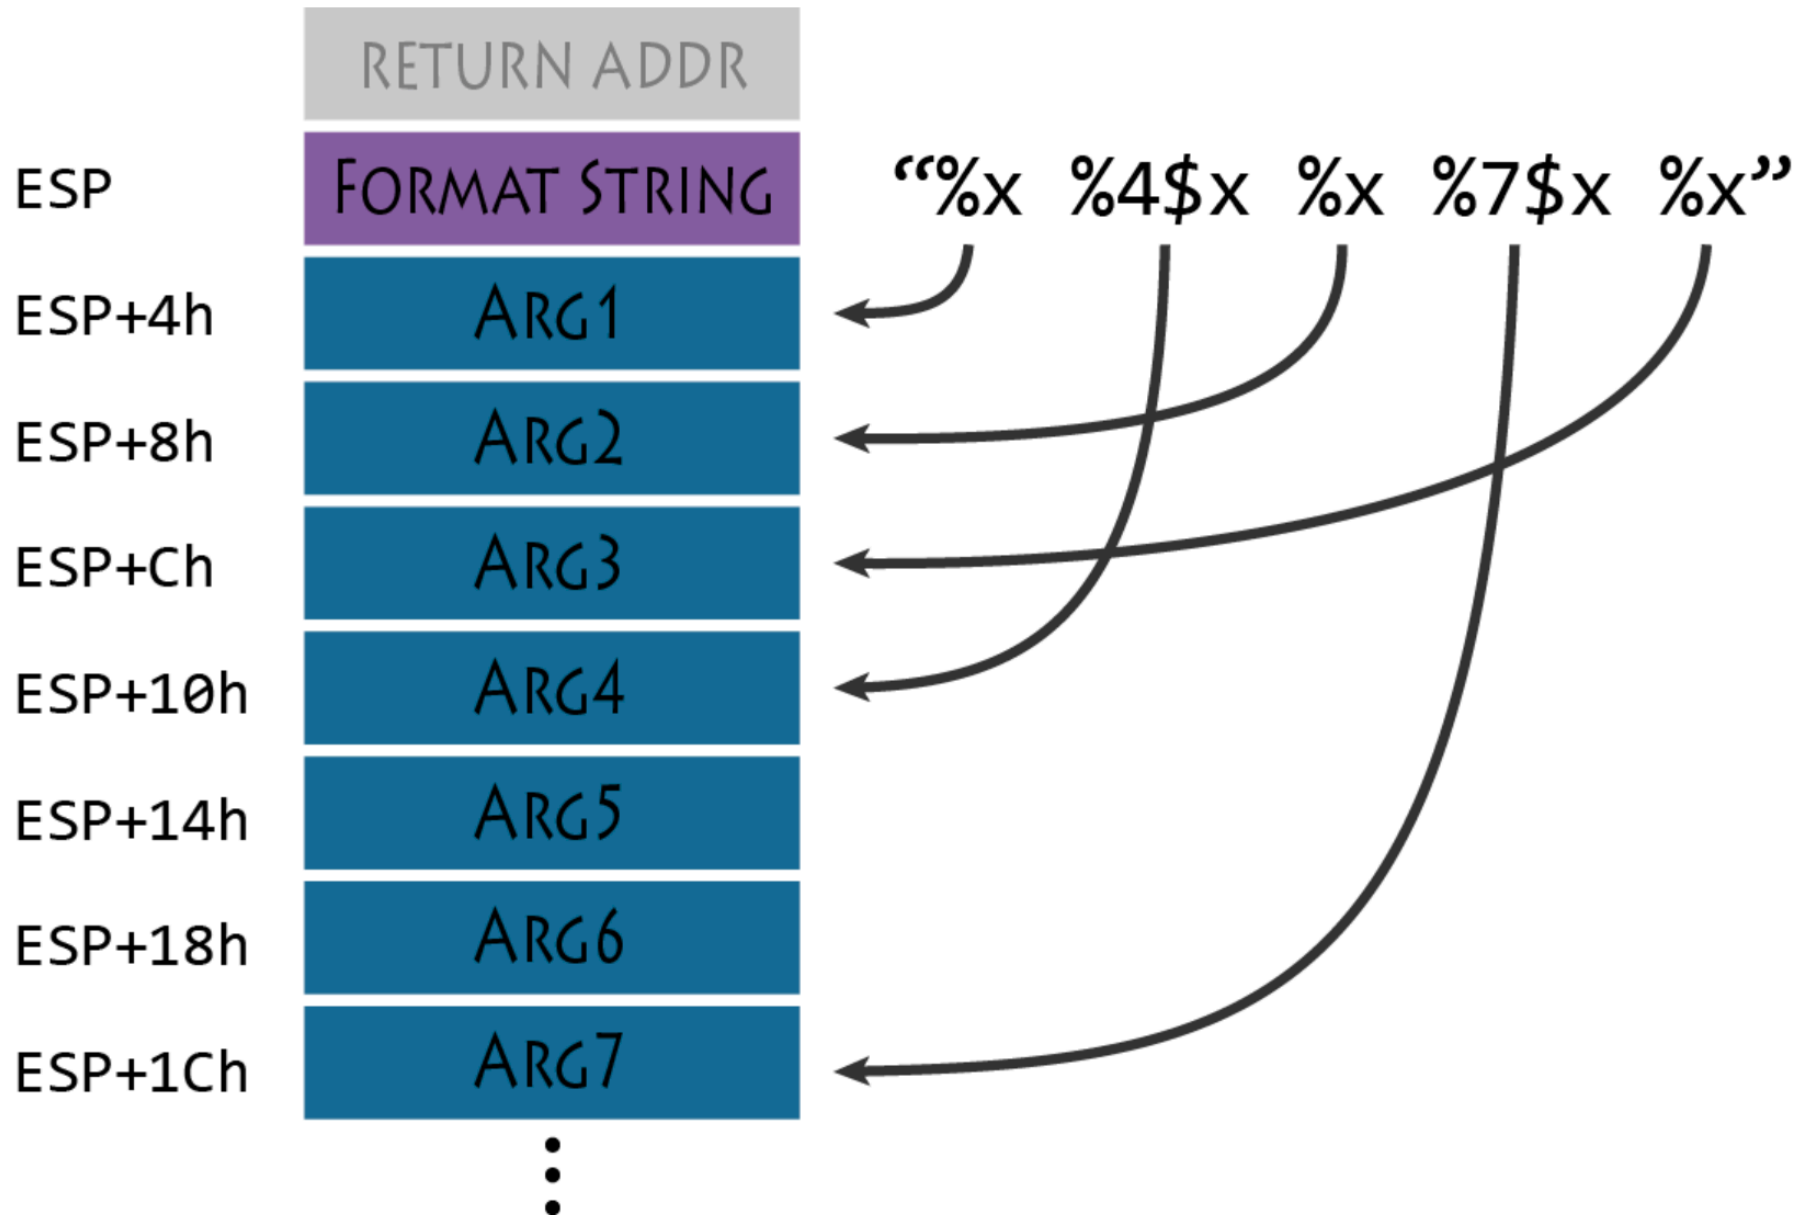 RETURN ADDR
ESP FORMAT STRING “%x %4$x %x %7$x %x”
ESP+4h ARG1
ESP+8h ARG2
ESP+Ch ARG3
ESP+10h ARG4
ESP+14h ARG5
ESP+18h ARG6
ESP+1Ch ARG7